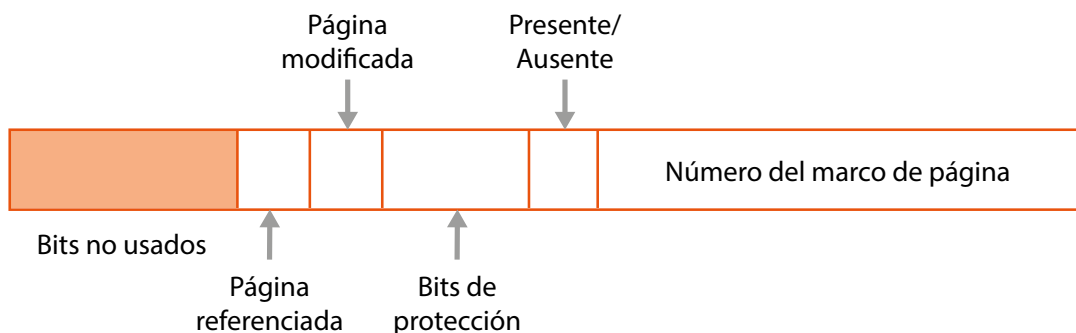 Página
modificada
Presente/
Ausente
Número del marco de página
Bits no usados
Página
referenciada
Bits de
protección